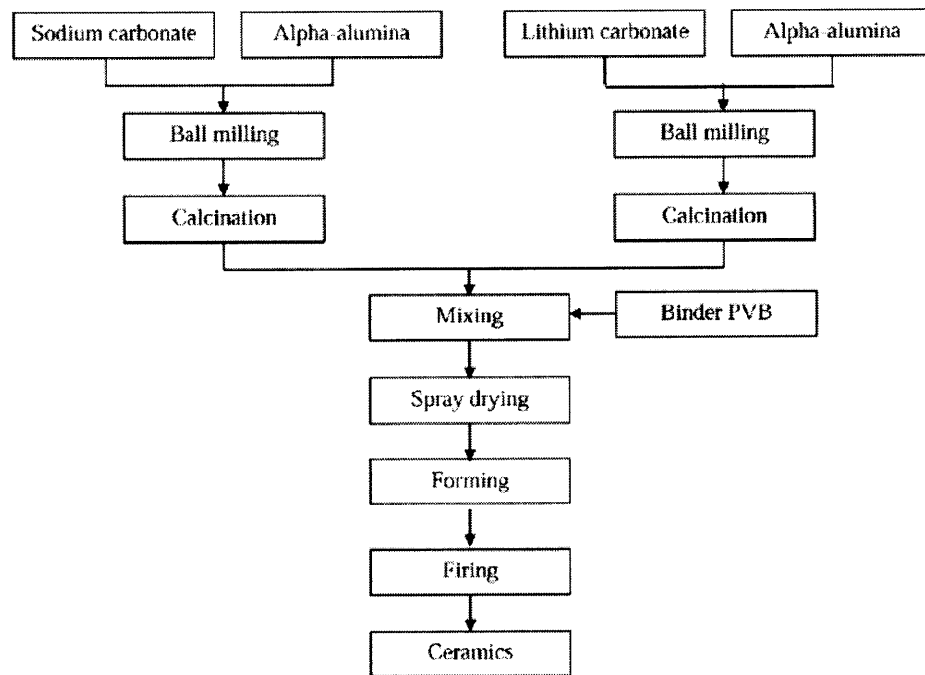 Sodium carbonate
Alpha-alumina
Lithium carbonate
Alpha-alumina
Ball milling
Ball milling
Calcination
Calcination
Mixing
Binder PVB
Spray drying
Forming
Firing
Ceramics